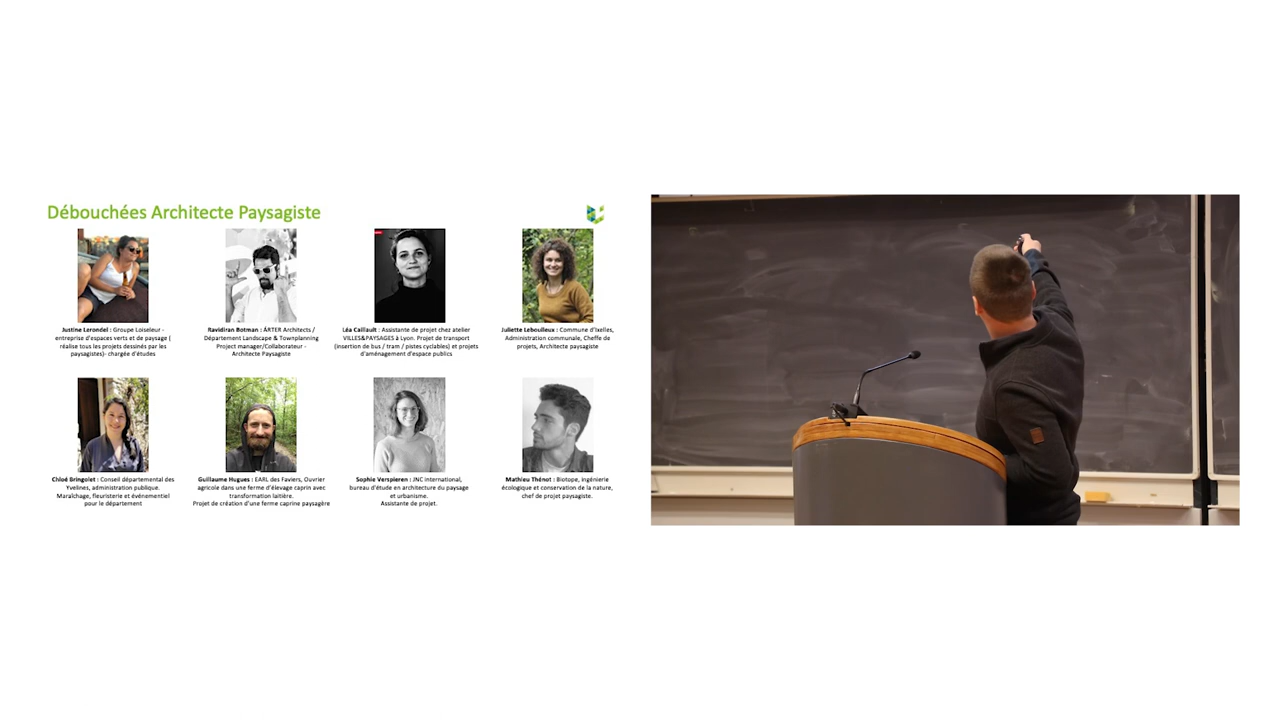 Débouchées Architecte Paysagiste
Justine Lerondel : Groupe Loiseleur -
entreprise d'espaces verts et de paysage (
réalise tous les projets dessinés par les
paysagistes)- chargée d'études
Ravidiran Botman : ÀRTER Architects /
Département Landscape & Townplanning
Project manager/Collaborateur -
Architecte Paysagiste
Léa Caillault : Assistante de projet chez atelier
VILLES&PAYSAGES à Lyon. Projet de transport
(insertion de bus / tram / pistes cyclables) et projets
d'aménagement d'espace publics
Juliette Leboulleux : Commune d'Ixelles,
Administration communale, Cheffe de
projets, Architecte paysagiste
Chloé Bringolet : Conseil départemental des
Yvelines, administration publique.
Maraîchage, fleuristerie et événementiel
pour le département
Guillaume Hugues : EARL des Faviers, Ouvrier
agricole dans une ferme d'élevage caprin avec
transformation laitière.
Projet de création d'une ferme caprine paysagère
Sophie Verspieren : JNC international,
bureau d'étude en architecture du paysage
et urbanisme.
Assistante de projet.
Mathieu Thénot : Biotope, ingénierie
écologique et conservation de la nature,
chef de projet paysagiste.